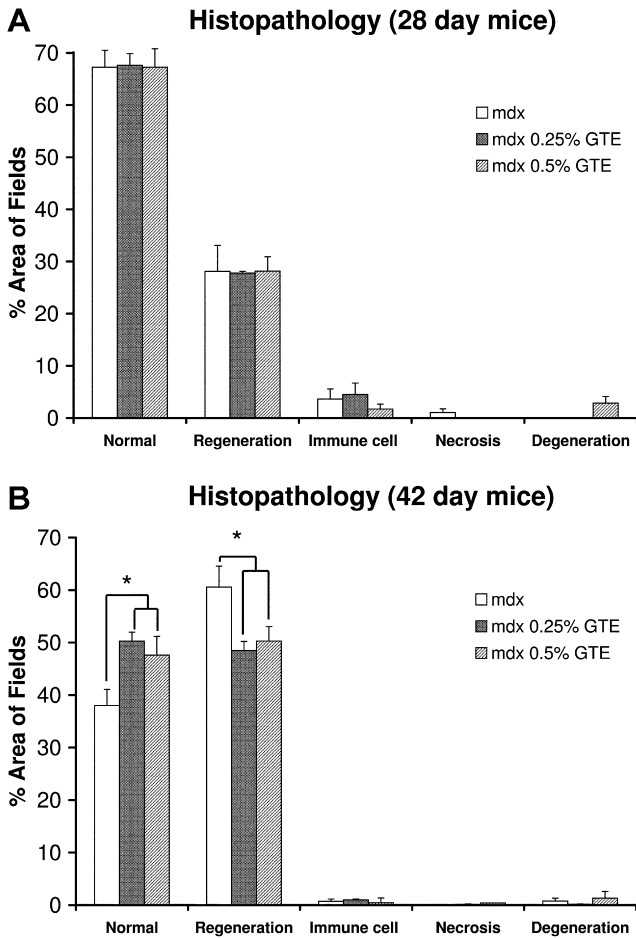 A
Histopathology (28 day mice)
% Area of Fields
70
60
50
40
30
20
10
0
mdx
mdx 0.25% GTE
mdx 0.5% GTE
Normal Regeneration Immune cell Necrosis Degeneration
B
Histopathology (42 day mice)
% Area of Fields
70
60
50
40
30
20
10
0
*
*
mdx
mdx 0.25% GTE
mdx 0.5% GTE
Normal Regeneration Immune cell Necrosis Degeneration